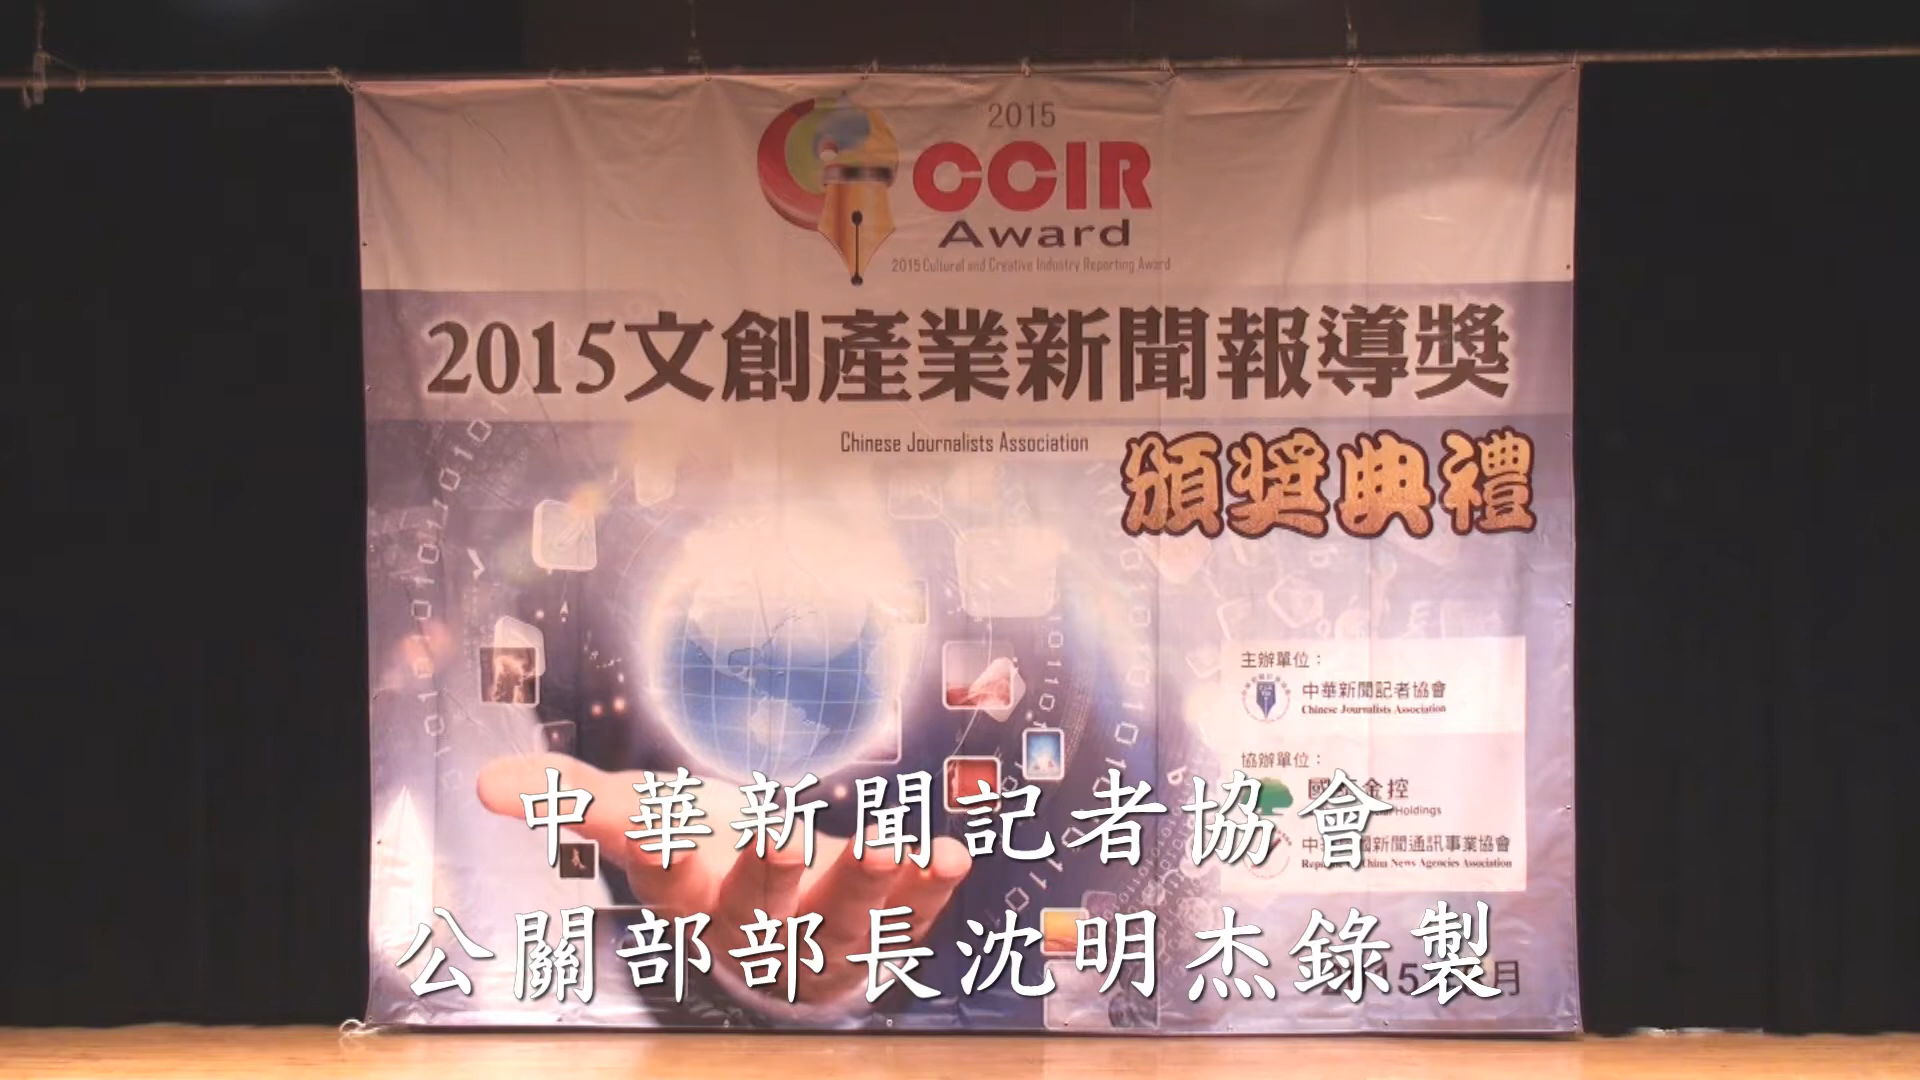 2015
CCIR
Award
2015 Cultural and Creative Industry Reporting Award
2015文創產業新聞報導獎
Chinese Journalists Association
頒獎典禮
主辦單位：
中華新聞記者協會
Chinese Journalists Association
協辦單位：
國 金控
Holdings
中 國新聞通訊事業協會
China News Agencies Association
中華新聞記者協會
公關部部長沈明杰錄製
月